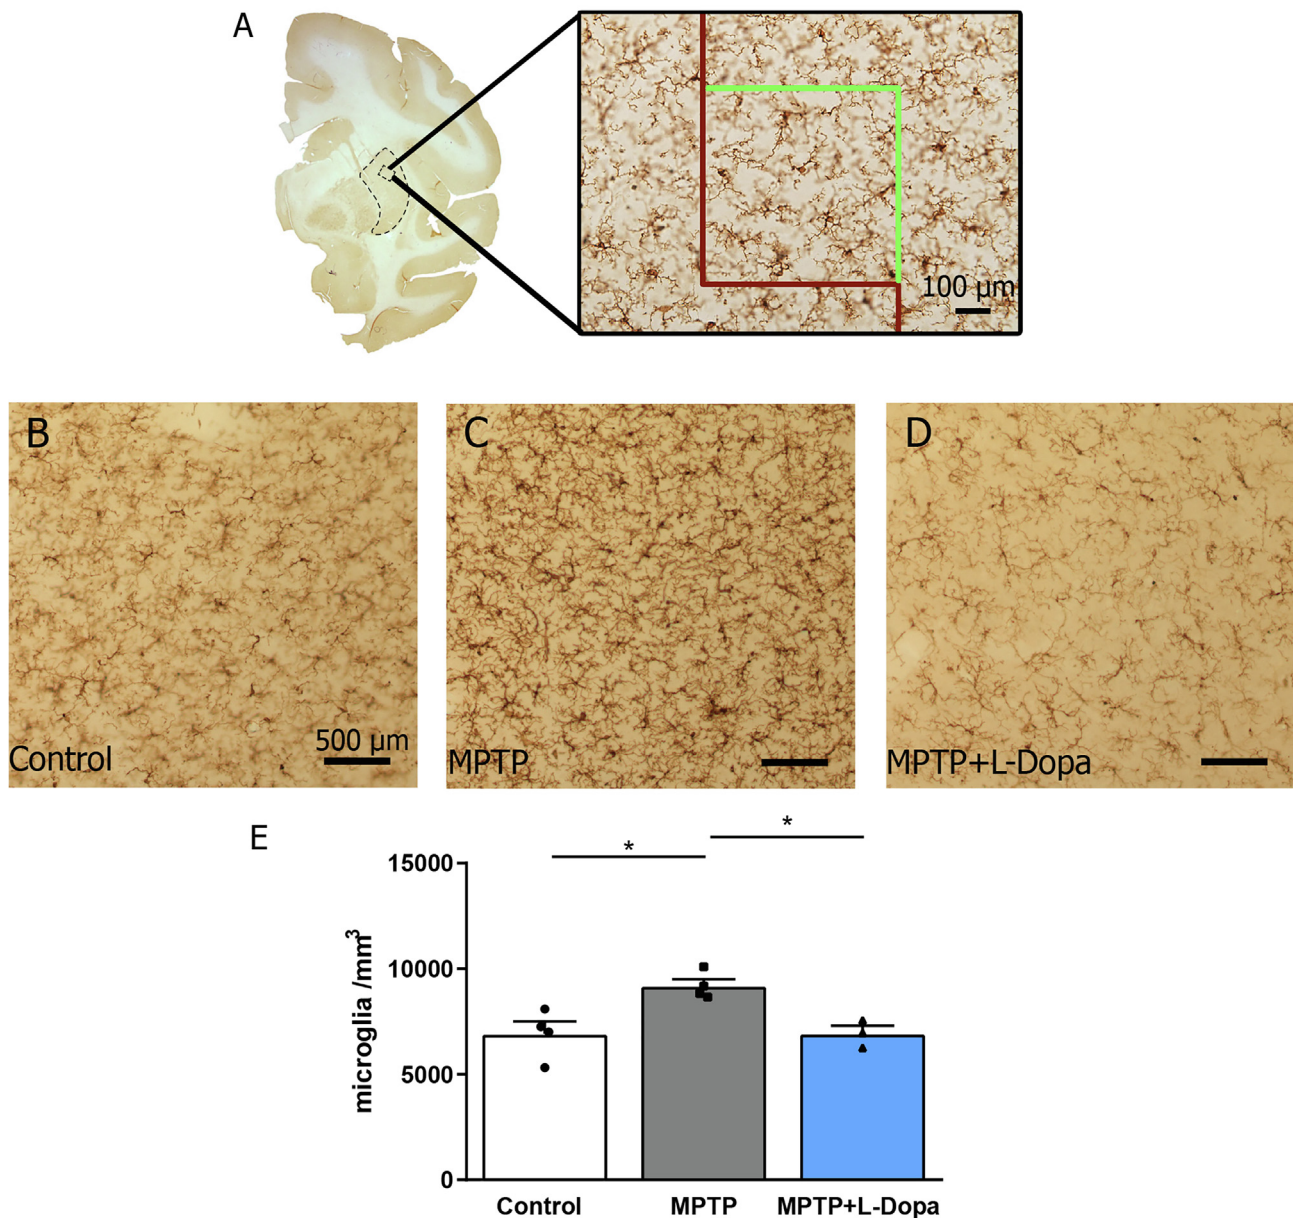 A
100 µm
B
C
D
500 µm
Control
MPTP
MPTP+L-Dopa
E
*
*
15000
10000
5000
0
microglia /mm³
Control
MPTP
MPTP+L-Dopa